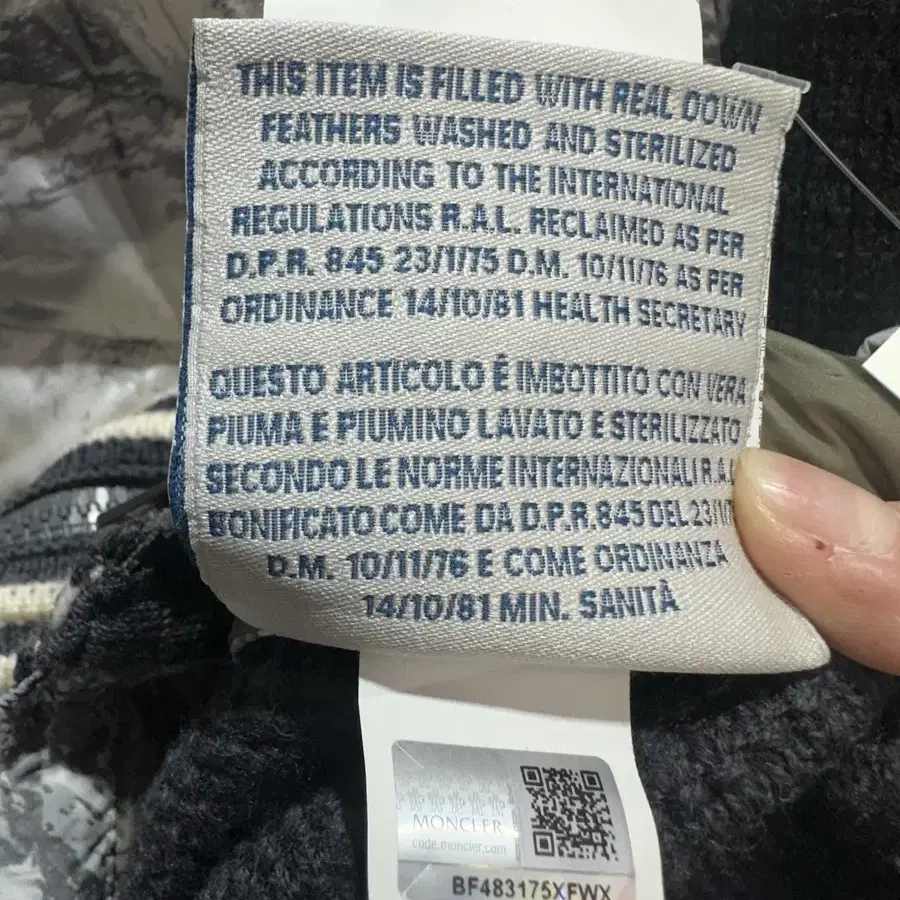 THIS ITEM IS FILLED WITH REAL DOWN
FEATHERS WASHED AND STERILIZED
ACCORDING TO THE INTERNATIONAL
REGULATIONS R.A.L. RECLAIMED AS PER
D.P.R. 845 23/1/75 D.M. 10/11/76 AS PER
ORDINANCE 14/10/81 HEALTH SECRETARY
QUESTO ARTICOLO É IMBOTTITO CON VERA
PIUMA E PIUMINO LAVATO E STERILIZZATO
SECONDO LE NORME INTERNAZIONALI
BONIFICATO COME DA D.P.R. 845 DEL
D.M. 10/11/76 E COME ORDINANZA
14/10/81 MIN. SANITÀ
MONCLER
code.moncler.com
BF483175XFWX